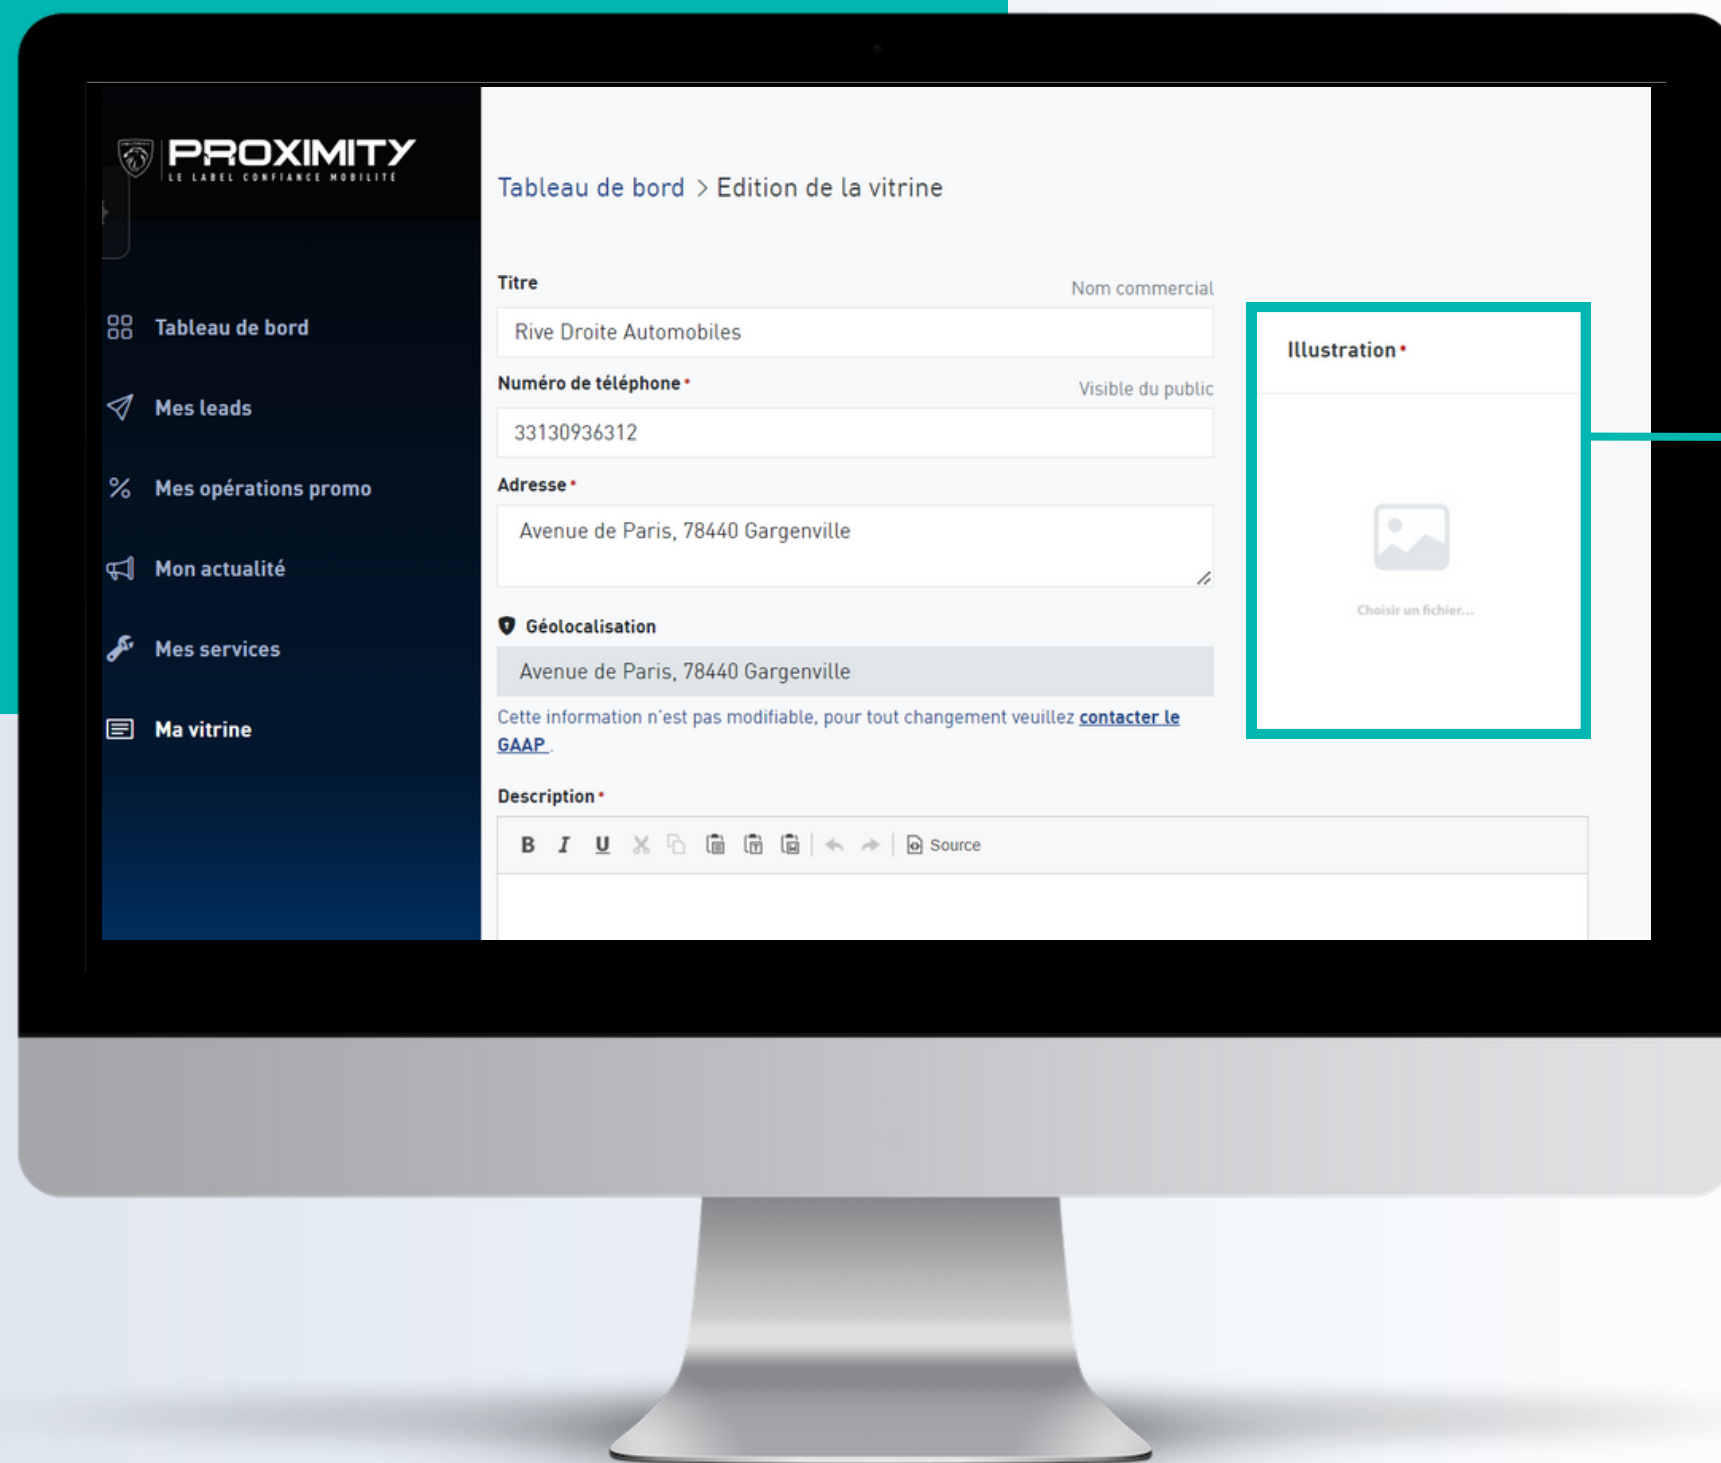 PROXIMITY
LE LABEL CONFIANCE MOBILITÉ
Tableau de bord
Mes leads
Mes opérations promo
Mon actualité
Mes services
Ma vitrine
Tableau de bord > Edition de la vitrine
Titre
Nom commercial
Rive Droite Automobiles
Numéro de téléphone •
Visible du public
33130936312
Adresse •
Avenue de Paris, 78440 Gargenville
Géolocalisation
Avenue de Paris, 78440 Gargenville
Cette information n'est pas modifiable, pour tout changement veuillez contacter le
GAAP .
Description •
B I U Source
Illustration •
Choisir un fichier...